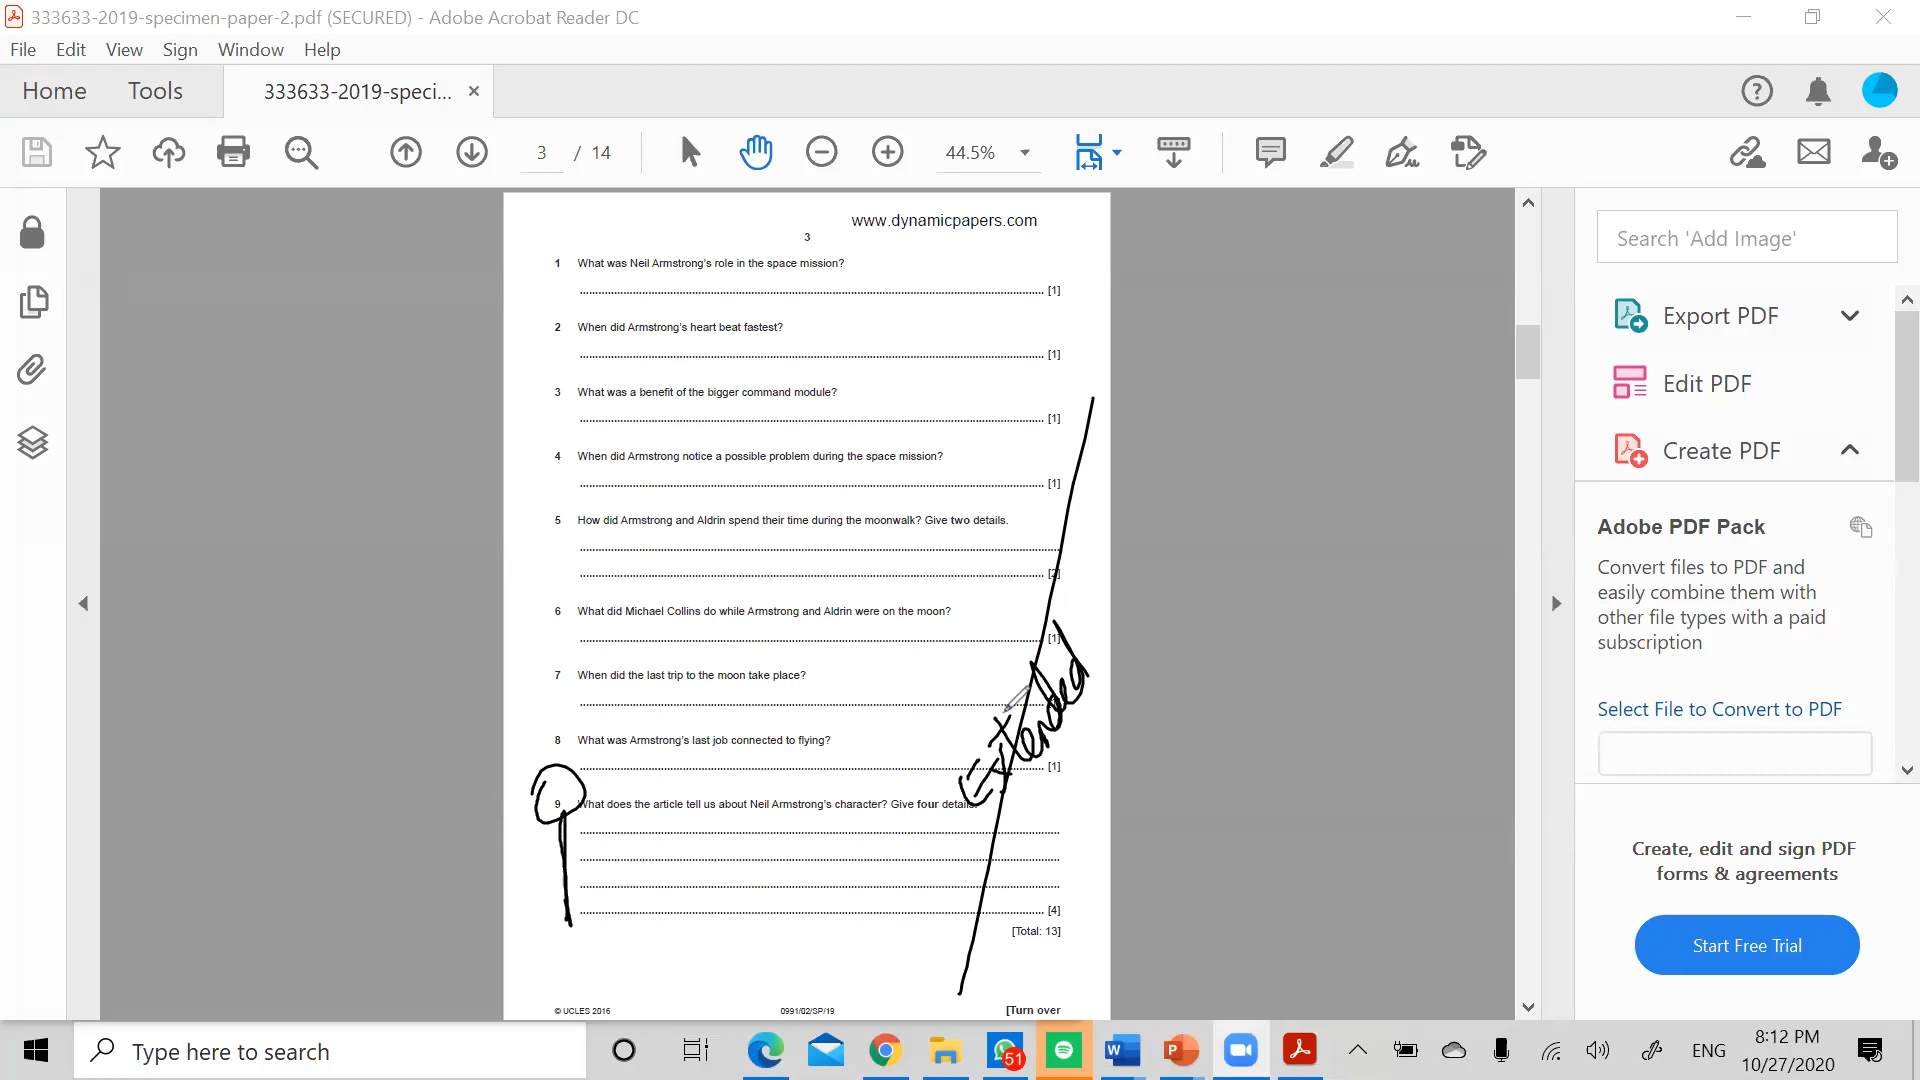 333633-2019-specimen-paper-2.pdf (SECURED) - Adobe Acrobat Reader DC
File Edit View Sign Window Help
Home Tools 333633-2019-speci... ×
3 / 14 44.5%
www.dynamicpapers.com
3
1 What was Neil Armstrong's role in the space mission?
[1]
2 When did Armstrong's heart beat fastest?
[1]
3 What was a benefit of the bigger command module?
[1]
4 When did Armstrong notice a possible problem during the space mission?
[1]
5 How did Armstrong and Aldrin spend their time during the moonwalk? Give two details.
[2]
6 What did Michael Collins do while Armstrong and Aldrin were on the moon?
[1]
7 When did the last trip to the moon take place?
8 What was Armstrong's last job connected to flying?
[1]
Extended
9 What does the article tell us about Neil Armstrong's character? Give four details.
[4]
[Total: 13]
© UCLES 2016 0991/02/SP/19 [Turn over
Search 'Add Image'
Export PDF
Edit PDF
Create PDF
Adobe PDF Pack
Convert files to PDF and
easily combine them with
other file types with a paid
subscription
Select File to Convert to PDF
Create, edit and sign PDF
forms & agreements
Start Free Trial
Type here to search
51
ENG
8:12 PM
10/27/2020